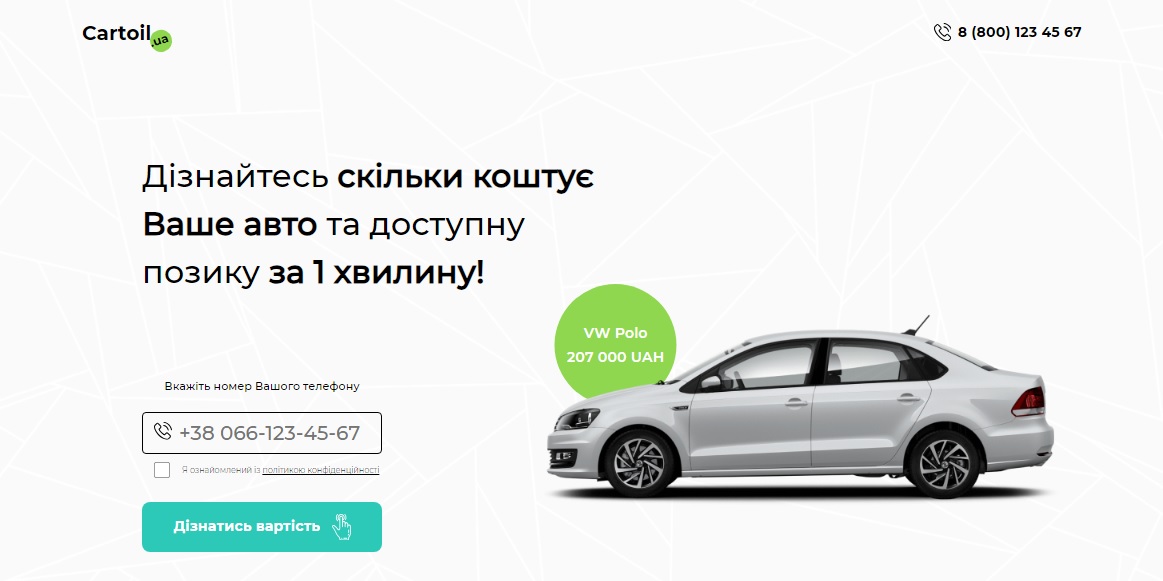 Cartoil.ua
8 (800) 123 45 67
Дізнайтесь скільки коштує
Ваше авто та доступну
позику за 1 хвилину!
VW Polo
207 000 UAH
Вкажіть номер Вашого телефону
+38 066-123-45-67
Я ознайомлений із політикою конфіденційності
Дізнатись вартість